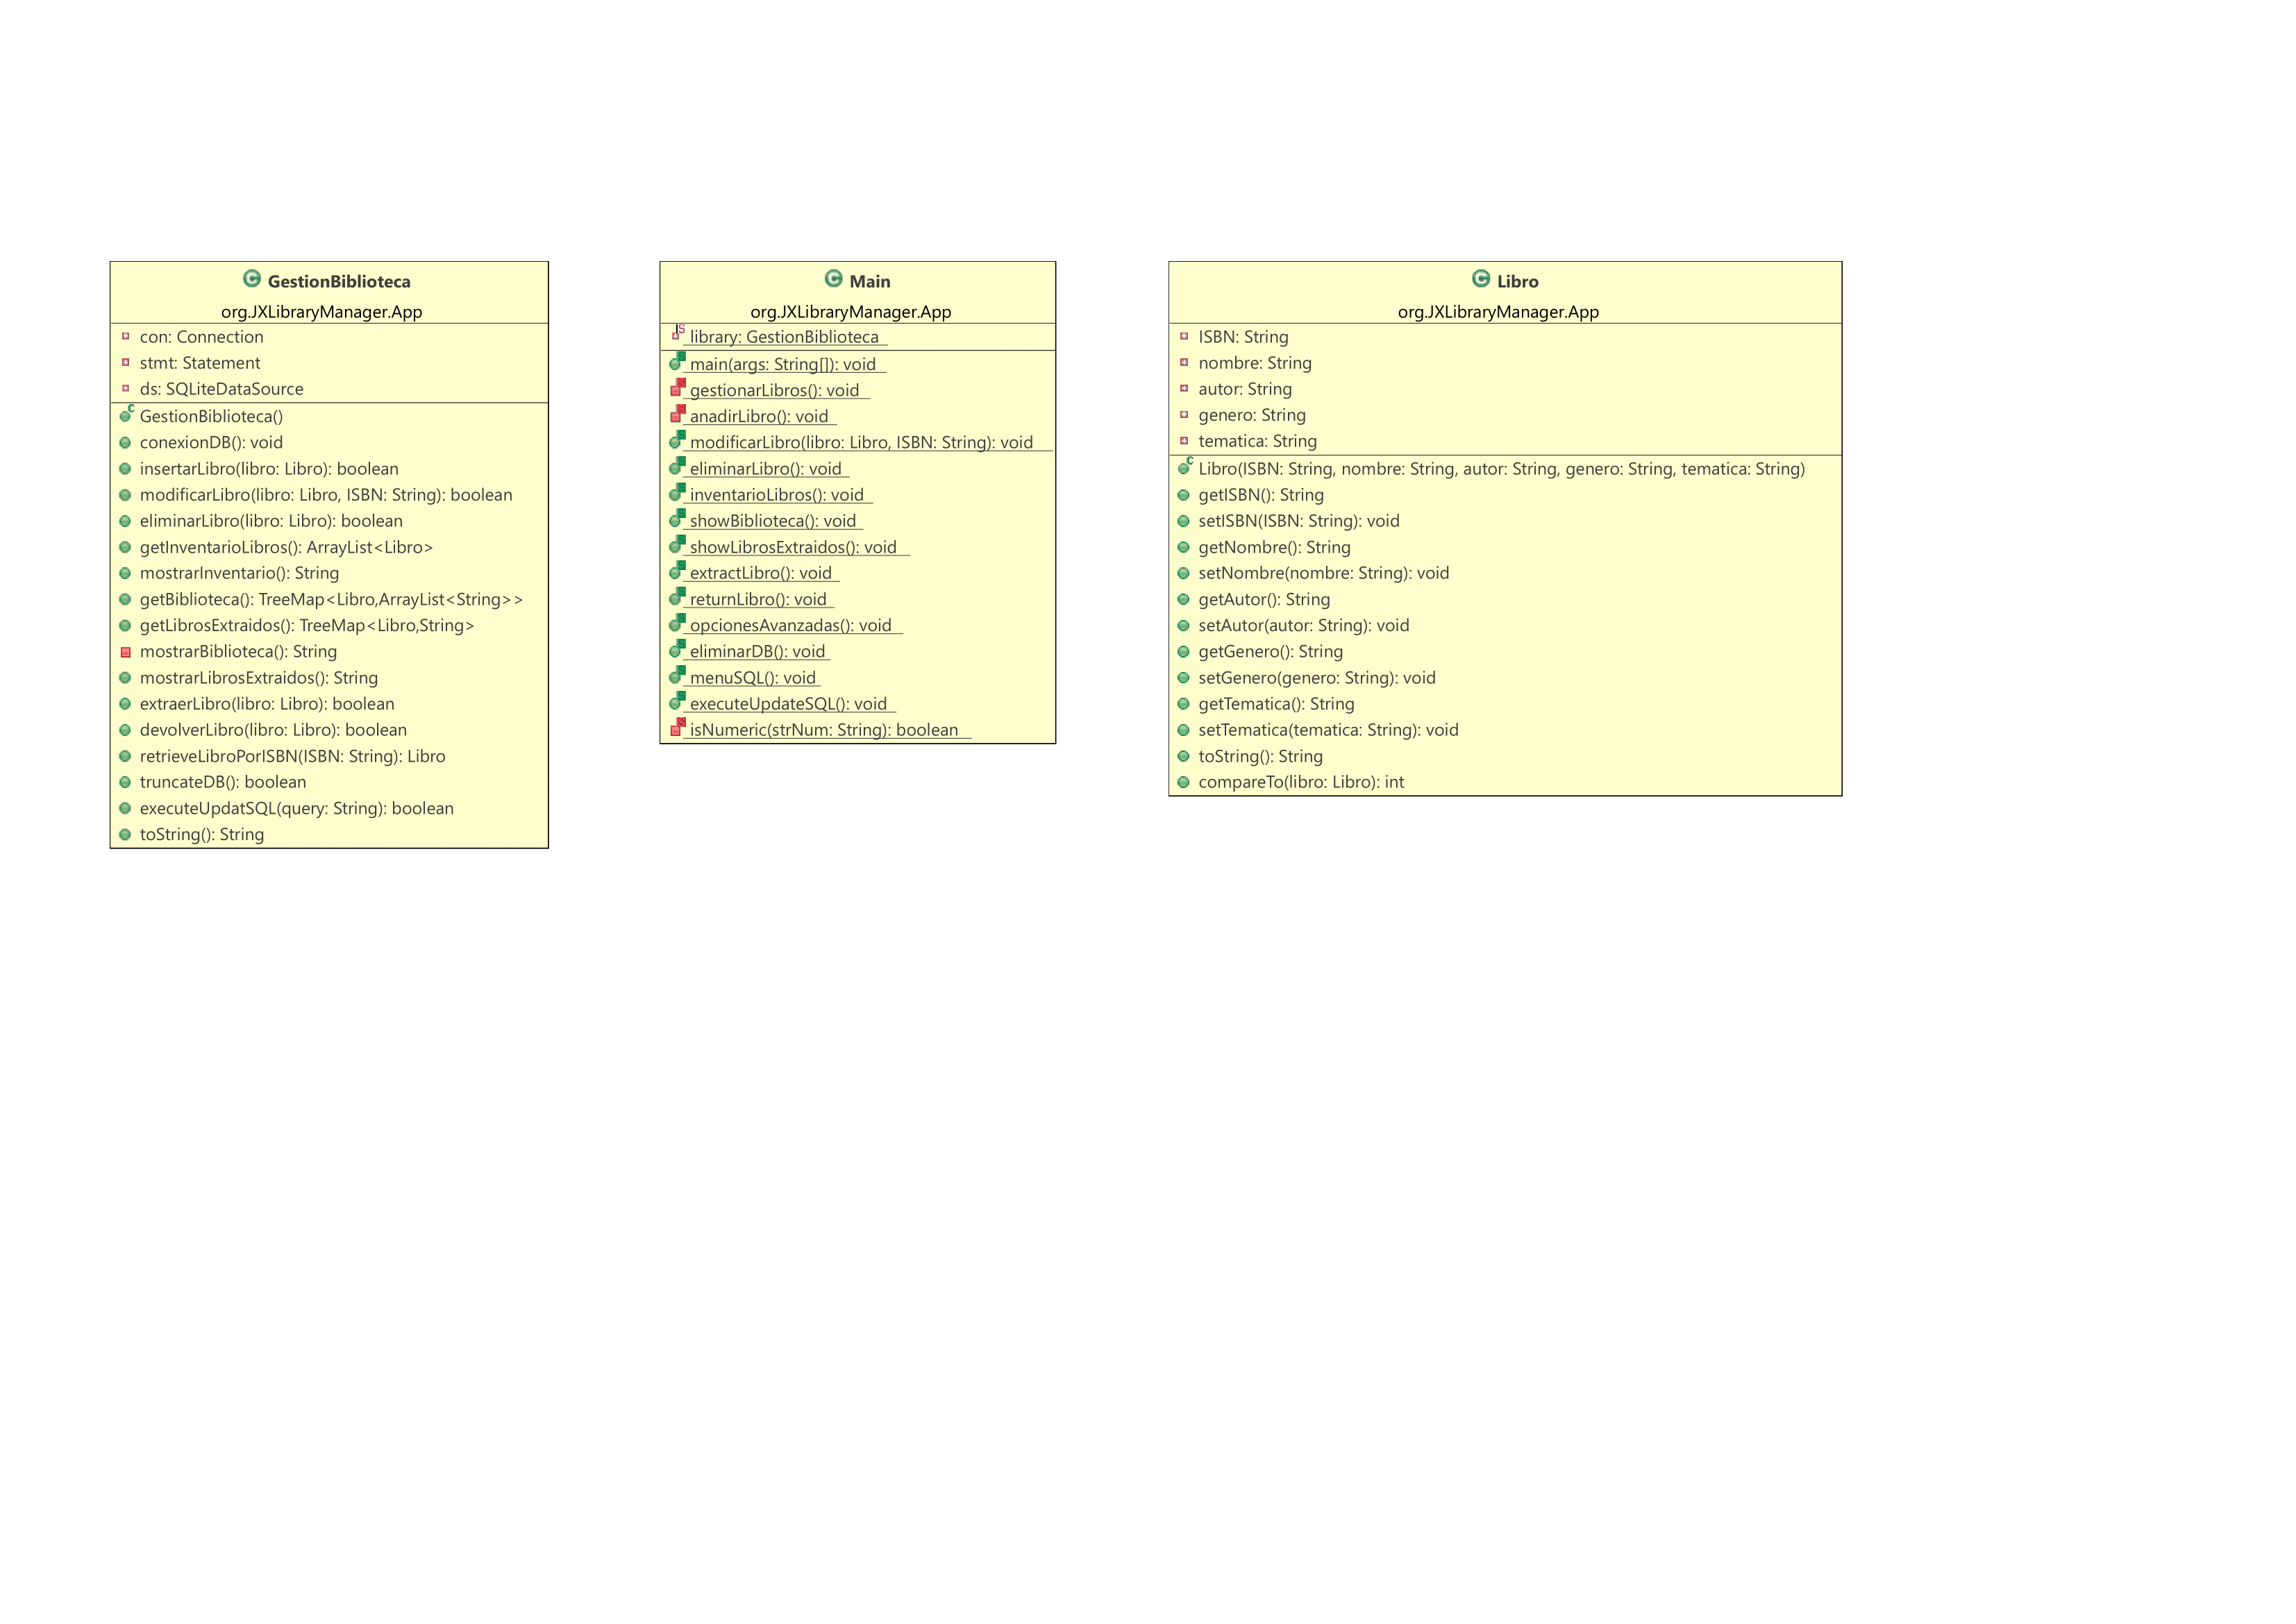 GestionBiblioteca
org.JXLibraryManager.App
con: Connection
stmt: Statement
ds: SQLiteDataSource
GestionBiblioteca()
conexionDB(): void
insertarLibro(libro: Libro): boolean
modificarLibro(libro: Libro, ISBN: String): boolean
eliminarLibro(libro: Libro): boolean
getInventarioLibros(): ArrayList<Libro>
mostrarInventario(): String
getBiblioteca(): TreeMap<Libro,ArrayList<String>>
getLibrosExtraidos(): TreeMap<Libro,String>
mostrarBiblioteca(): String
mostrarLibrosExtraidos(): String
extraerLibro(libro: Libro): boolean
devolverLibro(libro: Libro): boolean
retrieveLibroPorISBN(ISBN: String): Libro
truncateDB(): boolean
executeUpdatSQL(query: String): boolean
toString(): String
Main
org.JXLibraryManager.App
library: GestionBiblioteca
main(args: String[]): void
gestionarLibros(): void
anadirLibro(): void
modificarLibro(libro: Libro, ISBN: String): void
eliminarLibro(): void
inventarioLibros(): void
showBiblioteca(): void
showLibrosExtraidos(): void
extractLibro(): void
returnLibro(): void
opcionesAvanzadas(): void
eliminarDB(): void
menuSQL(): void
executeUpdateSQL(): void
isNumeric(strNum: String): boolean
Libro
org.JXLibraryManager.App
ISBN: String
nombre: String
autor: String
genero: String
tematica: String
Libro(ISBN: String, nombre: String, autor: String, genero: String, tematica: String)
getISBN(): String
setISBN(ISBN: String): void
getNombre(): String
setNombre(nombre: String): void
getAutor(): String
setAutor(autor: String): void
getGenero(): String
setGenero(genero: String): void
getTematica(): String
setTematica(tematica: String): void
toString(): String
compareTo(libro: Libro): int